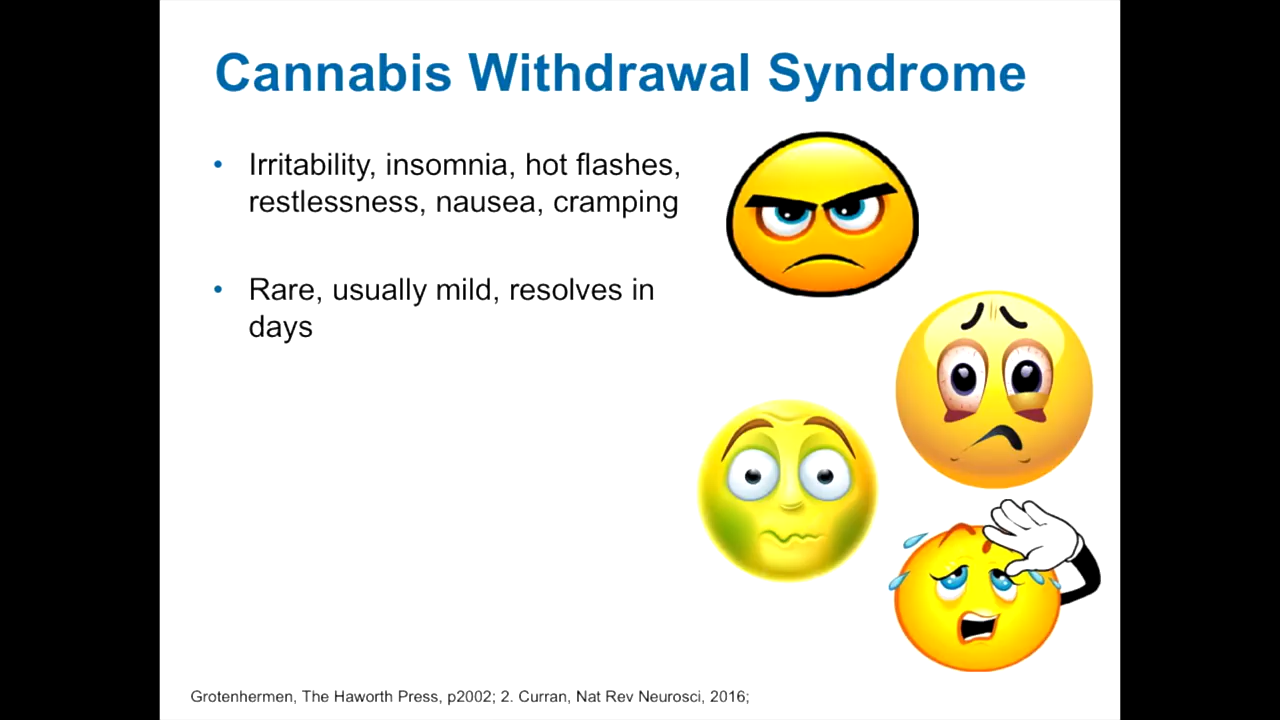 Cannabis Withdrawal Syndrome
• Irritability, insomnia, hot flashes,
restlessness, nausea, cramping
• Rare, usually mild, resolves in
days
Grotenhermen, The Haworth Press, p2002; 2. Curran, Nat Rev Neurosci, 2016;